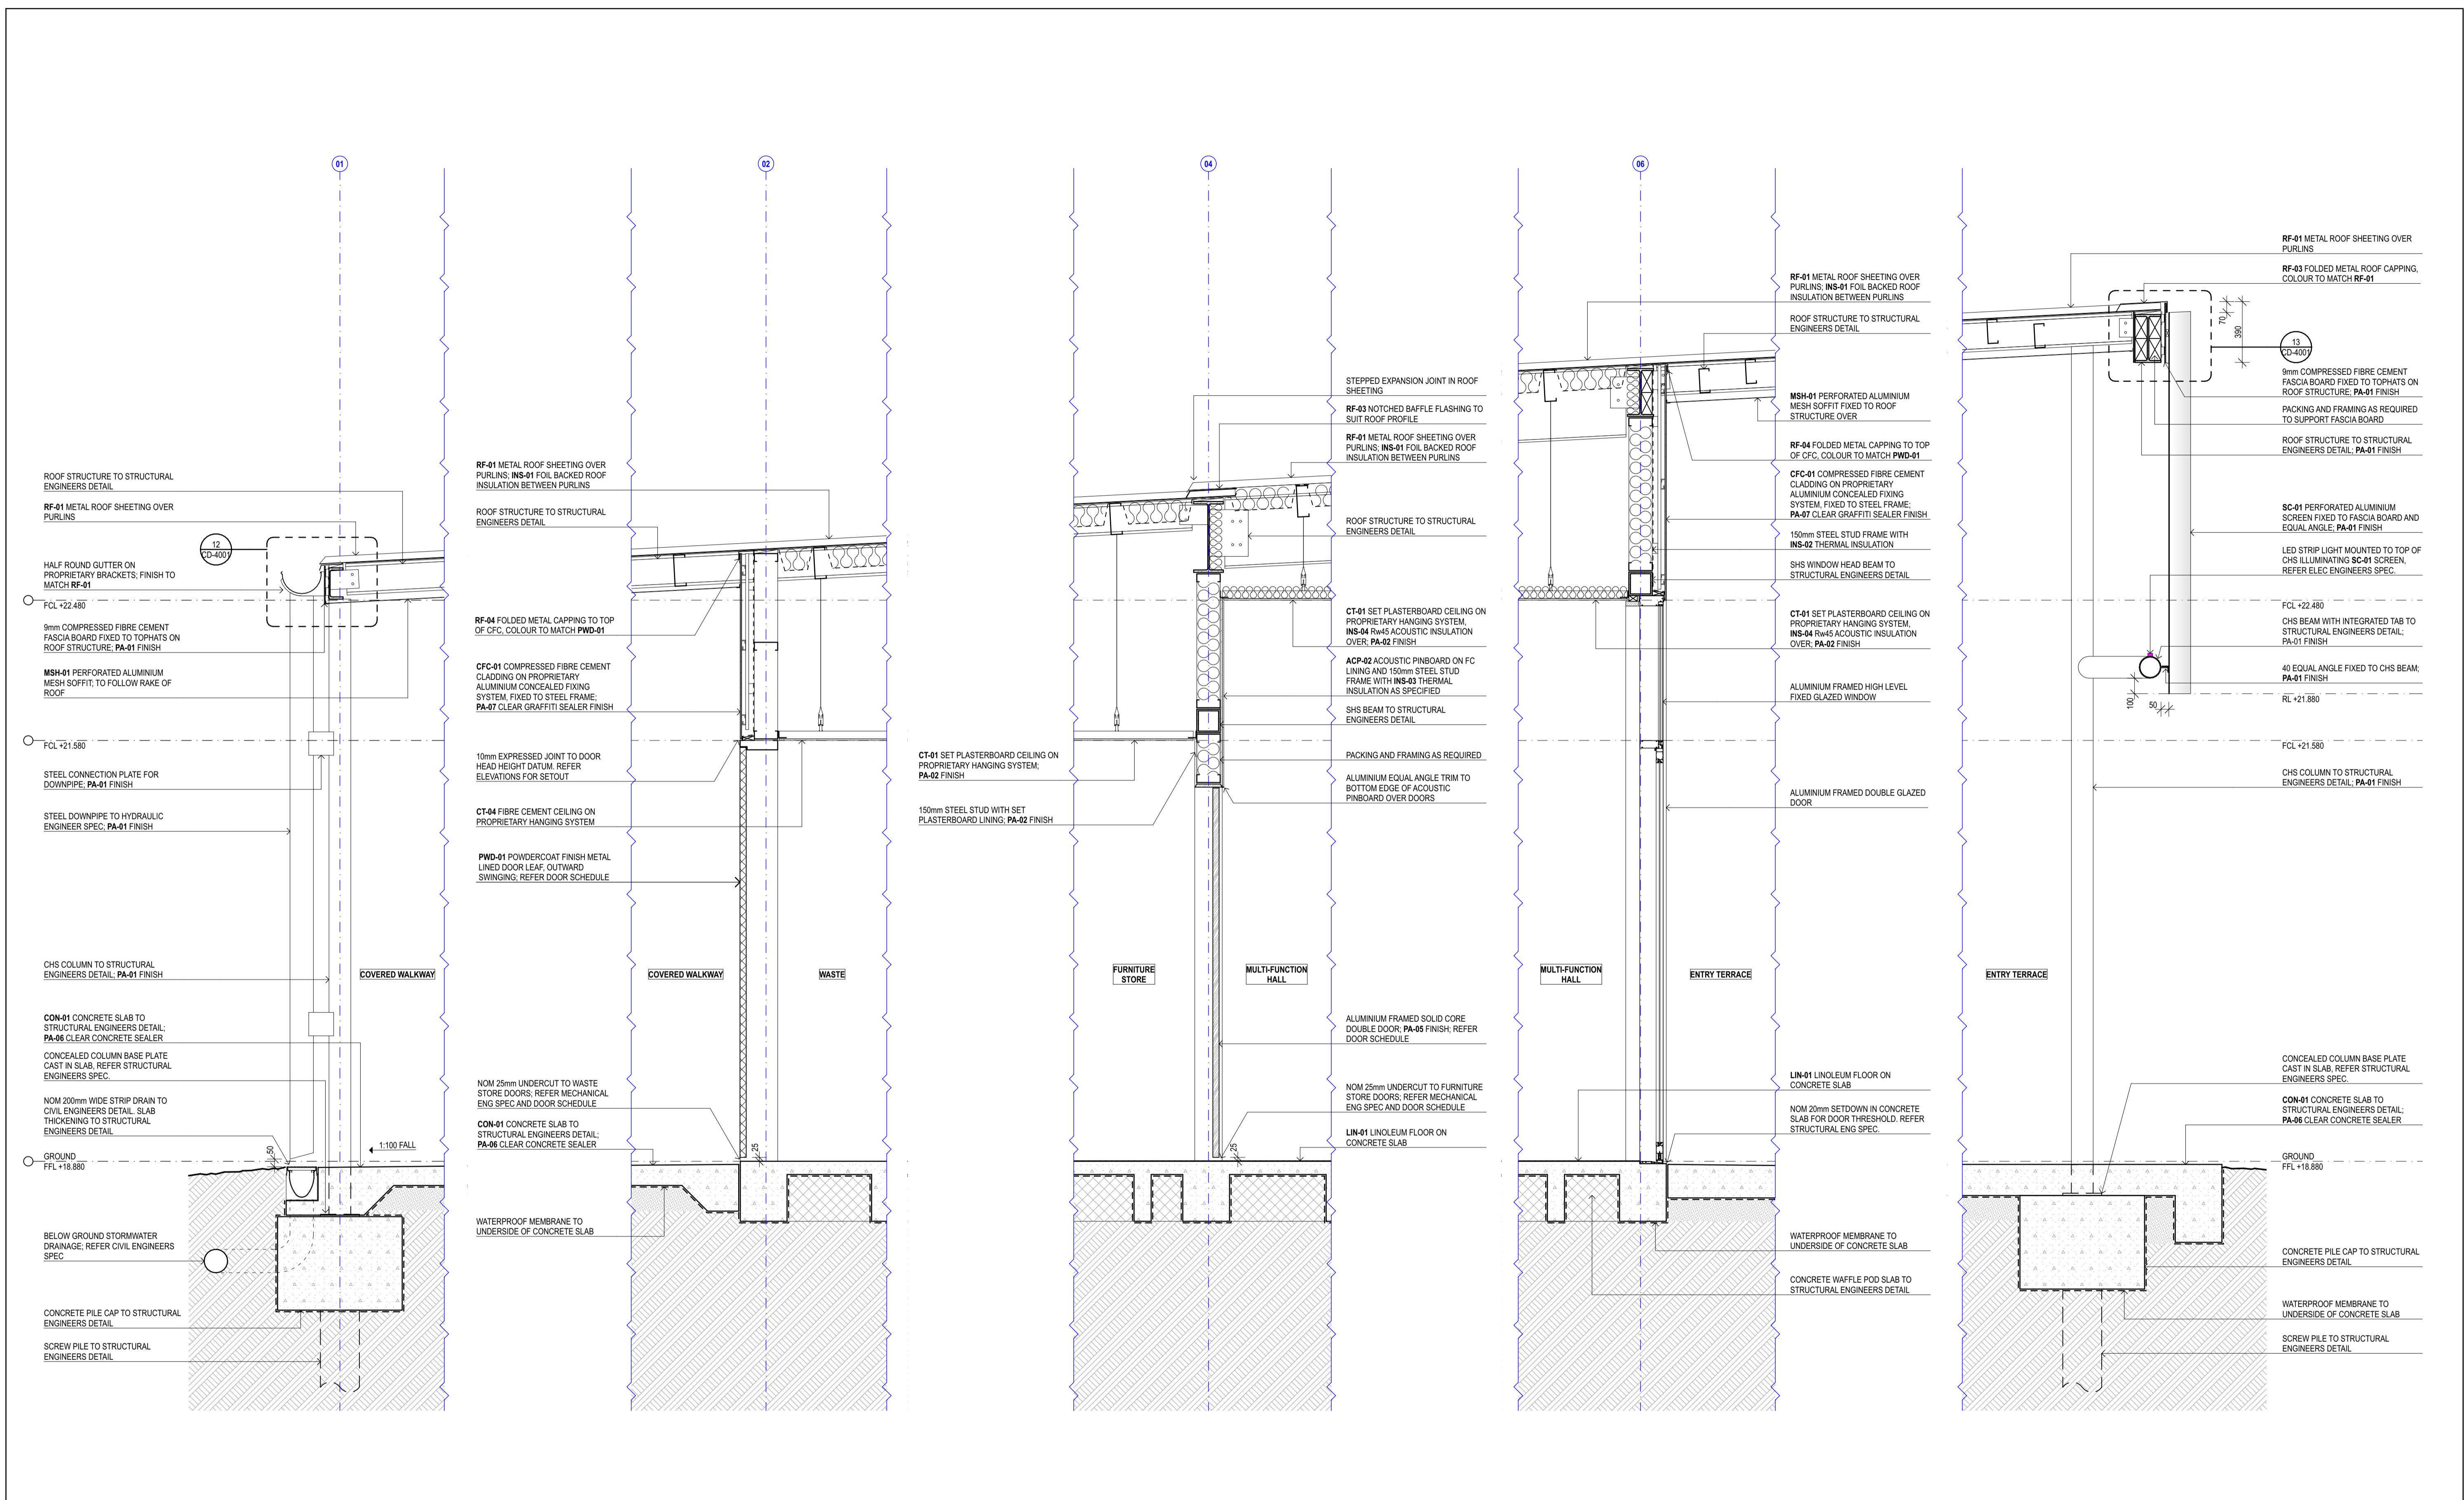 01
02
04
06
ROOF STRUCTURE TO STRUCTURAL
ENGINEERS DETAIL
RF-01 METAL ROOF SHEETING OVER
PURLINS
12
CD-4001
HALF ROUND GUTTER ON
PROPRIETARY BRACKETS; FINISH TO
MATCH RF-01
FCL +22.480
9mm COMPRESSED FIBRE CEMENT
FASCIA BOARD FIXED TO TOPHATS ON
ROOF STRUCTURE; PA-01 FINISH
MSH-01 PERFORATED ALUMINIUM
MESH SOFFIT; TO FOLLOW RAKE OF
ROOF
FCL +21.580
STEEL CONNECTION PLATE FOR
DOWNPIPE; PA-01 FINISH
STEEL DOWNPIPE TO HYDRAULIC
ENGINEER SPEC; PA-01 FINISH
CHS COLUMN TO STRUCTURAL
ENGINEERS DETAIL; PA-01 FINISH
COVERED WALKWAY
CON-01 CONCRETE SLAB TO
STRUCTURAL ENGINEERS DETAIL;
PA-06 CLEAR CONCRETE SEALER
CONCEALED COLUMN BASE PLATE
CAST IN SLAB, REFER STRUCTURAL
ENGINEERS SPEC.
NOM 200mm WIDE STRIP DRAIN TO
CIVIL ENGINEERS DETAIL. SLAB
THICKENING TO STRUCTURAL
ENGINEERS DETAIL
1:100 FALL
50
GROUND
FFL +18.880
BELOW GROUND STORMWATER
DRAINAGE; REFER CIVIL ENGINEERS
SPEC
CONCRETE PILE CAP TO STRUCTURAL
ENGINEERS DETAIL
SCREW PILE TO STRUCTURAL
ENGINEERS DETAIL
RF-01 METAL ROOF SHEETING OVER
PURLINS; INS-01 FOIL BACKED ROOF
INSULATION BETWEEN PURLINS
ROOF STRUCTURE TO STRUCTURAL
ENGINEERS DETAIL
RF-04 FOLDED METAL CAPPING TO TOP
OF CFC, COLOUR TO MATCH PWD-01
CFC-01 COMPRESSED FIBRE CEMENT
CLADDING ON PROPRIETARY
ALUMINIUM CONCEALED FIXING
SYSTEM, FIXED TO STEEL FRAME;
PA-07 CLEAR GRAFFITI SEALER FINISH
10mm EXPRESSED JOINT TO DOOR
HEAD HEIGHT DATUM. REFER
ELEVATIONS FOR SETOUT
CT-04 FIBRE CEMENT CEILING ON
PROPRIETARY HANGING SYSTEM
PWD-01 POWDERCOAT FINISH METAL
LINED DOOR LEAF, OUTWARD
SWINGING; REFER DOOR SCHEDULE
COVERED WALKWAY
WASTE
NOM 25mm UNDERCUT TO WASTE
STORE DOORS; REFER MECHANICAL
ENG SPEC AND DOOR SCHEDULE
CON-01 CONCRETE SLAB TO
STRUCTURAL ENGINEERS DETAIL;
PA-06 CLEAR CONCRETE SEALER
25
WATERPROOF MEMBRANE TO
UNDERSIDE OF CONCRETE SLAB
CT-01 SET PLASTERBOARD CEILING ON
PROPRIETARY HANGING SYSTEM;
PA-02 FINISH
150mm STEEL STUD WITH SET
PLASTERBOARD LINING; PA-02 FINISH
FURNITURE
STORE
MULTI-FUNCTION
HALL
STEPPED EXPANSION JOINT IN ROOF
SHEETING
RF-03 NOTCHED BAFFLE FLASHING TO
SUIT ROOF PROFILE
RF-01 METAL ROOF SHEETING OVER
PURLINS; INS-01 FOIL BACKED ROOF
INSULATION BETWEEN PURLINS
ROOF STRUCTURE TO STRUCTURAL
ENGINEERS DETAIL
CT-01 SET PLASTERBOARD CEILING ON
PROPRIETARY HANGING SYSTEM,
INS-04 Rw45 ACOUSTIC INSULATION
OVER; PA-02 FINISH
ACP-02 ACOUSTIC PINBOARD ON FC
LINING AND 150mm STEEL STUD
FRAME WITH INS-03 THERMAL
INSULATION AS SPECIFIED
SHS BEAM TO STRUCTURAL
ENGINEERS DETAIL
PACKING AND FRAMING AS REQUIRED
ALUMINIUM EQUAL ANGLE TRIM TO
BOTTOM EDGE OF ACOUSTIC
PINBOARD OVER DOORS
ALUMINIUM FRAMED SOLID CORE
DOUBLE DOOR; PA-05 FINISH; REFER
DOOR SCHEDULE
NOM 25mm UNDERCUT TO FURNITURE
STORE DOORS; REFER MECHANICAL
ENG SPEC AND DOOR SCHEDULE
LIN-01 LINOLEUM FLOOR ON
CONCRETE SLAB
25
MULTI-FUNCTION
HALL
ENTRY TERRACE
RF-01 METAL ROOF SHEETING OVER
PURLINS; INS-01 FOIL BACKED ROOF
INSULATION BETWEEN PURLINS
ROOF STRUCTURE TO STRUCTURAL
ENGINEERS DETAIL
MSH-01 PERFORATED ALUMINIUM
MESH SOFFIT FIXED TO ROOF
STRUCTURE OVER
RF-04 FOLDED METAL CAPPING TO TOP
OF CFC, COLOUR TO MATCH PWD-01
CFC-01 COMPRESSED FIBRE CEMENT
CLADDING ON PROPRIETARY
ALUMINIUM CONCEALED FIXING
SYSTEM, FIXED TO STEEL FRAME;
PA-07 CLEAR GRAFFITI SEALER FINISH
150mm STEEL STUD FRAME WITH
INS-02 THERMAL INSULATION
SHS WINDOW HEAD BEAM TO
STRUCTURAL ENGINEERS DETAIL
CT-01 SET PLASTERBOARD CEILING ON
PROPRIETARY HANGING SYSTEM,
INS-04 Rw45 ACOUSTIC INSULATION
OVER; PA-02 FINISH
ALUMINIUM FRAMED HIGH LEVEL
FIXED GLAZED WINDOW
ALUMINIUM FRAMED DOUBLE GLAZED
DOOR
LIN-01 LINOLEUM FLOOR ON
CONCRETE SLAB
NOM 20mm SETDOWN IN CONCRETE
SLAB FOR DOOR THRESHOLD. REFER
STRUCTURAL ENG SPEC.
WATERPROOF MEMBRANE TO
UNDERSIDE OF CONCRETE SLAB
CONCRETE WAFFLE POD SLAB TO
STRUCTURAL ENGINEERS DETAIL
ENTRY TERRACE
RF-01 METAL ROOF SHEETING OVER
PURLINS
RF-03 FOLDED METAL ROOF CAPPING,
COLOUR TO MATCH RF-01
70
390
13
CD-4001
9mm COMPRESSED FIBRE CEMENT
FASCIA BOARD FIXED TO TOPHATS ON
ROOF STRUCTURE; PA-01 FINISH
PACKING AND FRAMING AS REQUIRED
TO SUPPORT FASCIA BOARD
ROOF STRUCTURE TO STRUCTURAL
ENGINEERS DETAIL; PA-01 FINISH
SC-01 PERFORATED ALUMINIUM
SCREEN FIXED TO FASCIA BOARD AND
EQUAL ANGLE; PA-01 FINISH
LED STRIP LIGHT MOUNTED TO TOP OF
CHS ILLUMINATING SC-01 SCREEN,
REFER ELEC ENGINEERS SPEC.
FCL +22.480
CHS BEAM WITH INTEGRATED TAB TO
STRUCTURAL ENGINEERS DETAIL;
PA-01 FINISH
40 EQUAL ANGLE FIXED TO CHS BEAM;
PA-01 FINISH
100
50
RL +21.880
FCL +21.580
CHS COLUMN TO STRUCTURAL
ENGINEERS DETAIL; PA-01 FINISH
CONCEALED COLUMN BASE PLATE
CAST IN SLAB, REFER STRUCTURAL
ENGINEERS SPEC.
CON-01 CONCRETE SLAB TO
STRUCTURAL ENGINEERS DETAIL;
PA-06 CLEAR CONCRETE SEALER
GROUND
FFL +18.880
CONCRETE PILE CAP TO STRUCTURAL
ENGINEERS DETAIL
WATERPROOF MEMBRANE TO
UNDERSIDE OF CONCRETE SLAB
SCREW PILE TO STRUCTURAL
ENGINEERS DETAIL